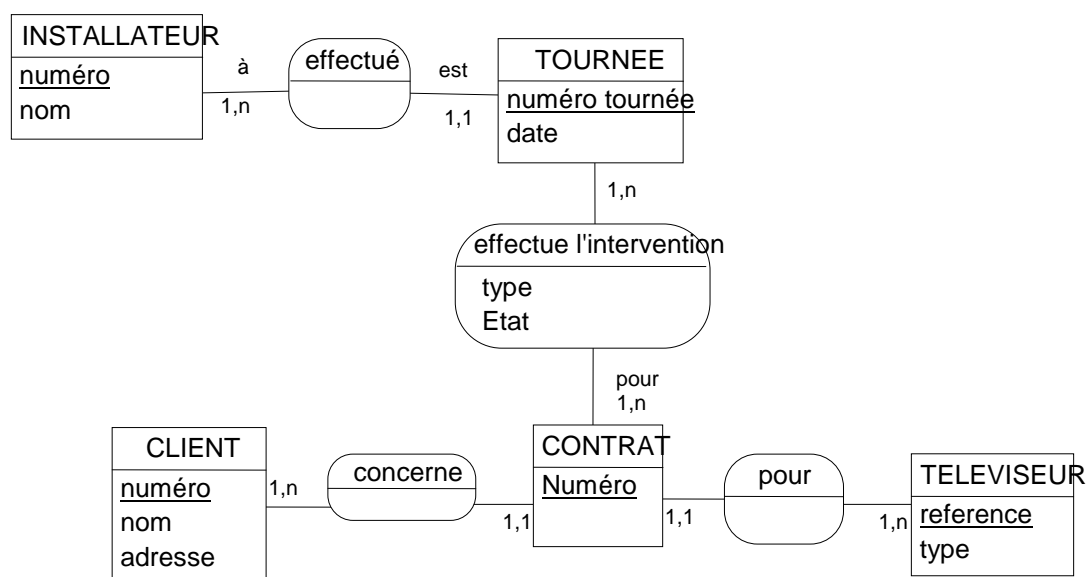 INSTALLATEUR
numéro
nom
à
1,n
effectué
est
1,1
TOURNEE
numéro tournée
date
1,n
effectue l'intervention
type
Etat
pour
1,n
CLIENT
numéro
nom
adresse
1,n
concerne
1,1
CONTRAT
Numéro
1,1
pour
1,n
TELEVISEUR
reference
type